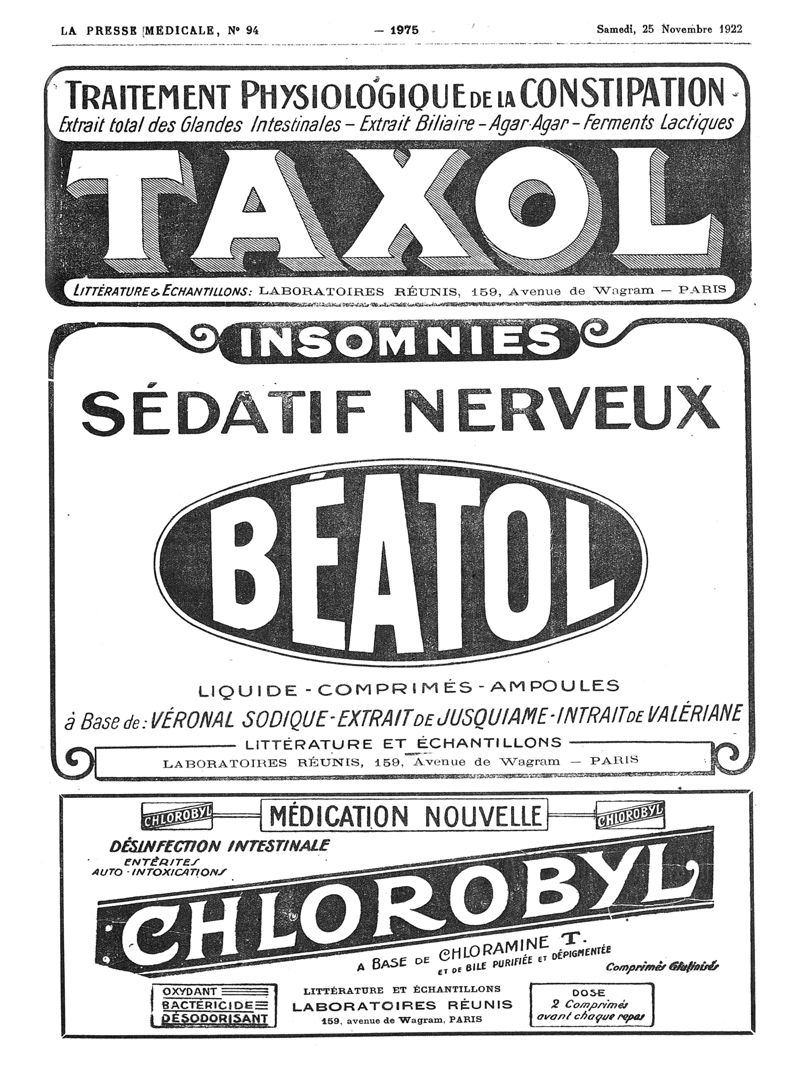 LA PRESSE MEDICALE, N° 94
— 1975 —
Samedi, 25 Novembre 1922
TRAITEMENT PHYSIOLOGIQUE DE LA CONSTIPATION
Extrait total des Glandes Intestinales – Extrait Biliaire – Agar-Agar – Ferments Lactiques
TAXOL
LITTÉRATURE & ECHANTILLONS: LABORATOIRES RÉUNIS, 159, Avenue de Wagram — PARIS
INSOMNIES
SÉDATIF NERVEUX
BÉATOL
LIQUIDE - COMPRIMÉS - AMPOULES
à Base de: VÉRONAL SODIQUE - EXTRAIT DE JUSQUIAME - INTRAIT DE VALÉRIANE
LITTÉRATURE ET ÉCHANTILLONS
LABORATOIRES RÉUNIS, 159, Avenue de Wagram — PARIS
CHLOROBYL
MÉDICATION NOUVELLE
CHLOROBYL
DÉSINFECTION INTESTINALE
ENTÉRITES
AUTO-INTOXICATIONS
CHLOROBYL
A BASE DE CHLORAMINE T.
ET DE BILE PURIFIÉE ET DÉPIGMENTÉE
Comprimés Glutinisés
OXYDANT
BACTÉRICIDE
DÉSODORISANT
LITTÉRATURE ET ÉCHANTILLONS
LABORATOIRES RÉUNIS
159, avenue de Wagram, PARIS
DOSE
2 Comprimés
avant chaque repas